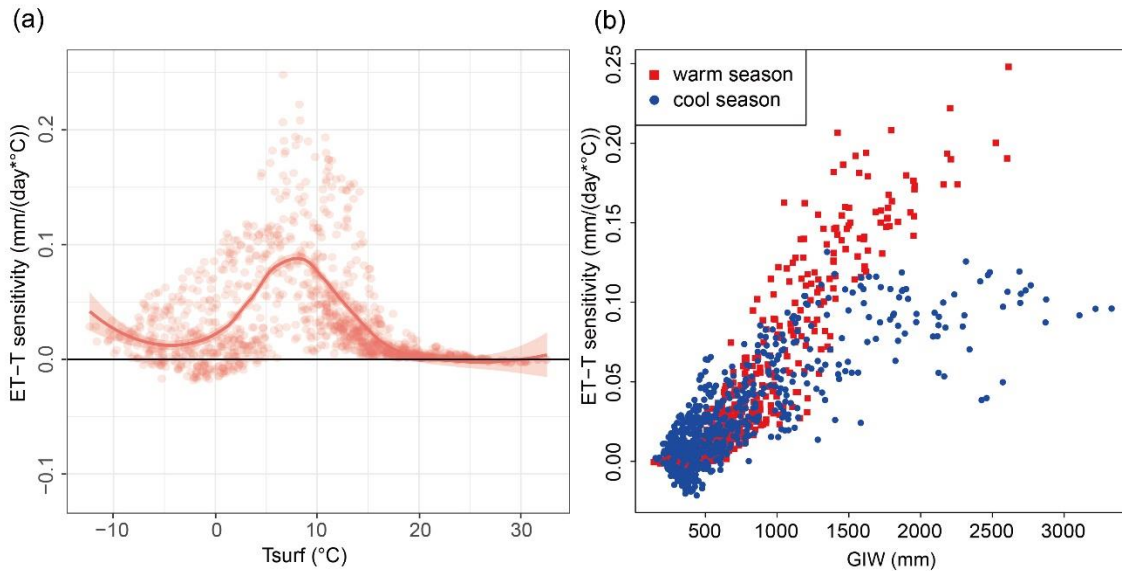 (a)
ET−T sensitivity (mm/(day*°C))
0.2
0.1
0.0
−0.1
−10
0
10
20
30
Tsurf (°C)
(b)
warm season
cool season
ET−T sensitivity (mm/(day*°C))
0.25
0.20
0.15
0.10
0.05
0.00
500
1000
1500
2000
2500
3000
GIW (mm)